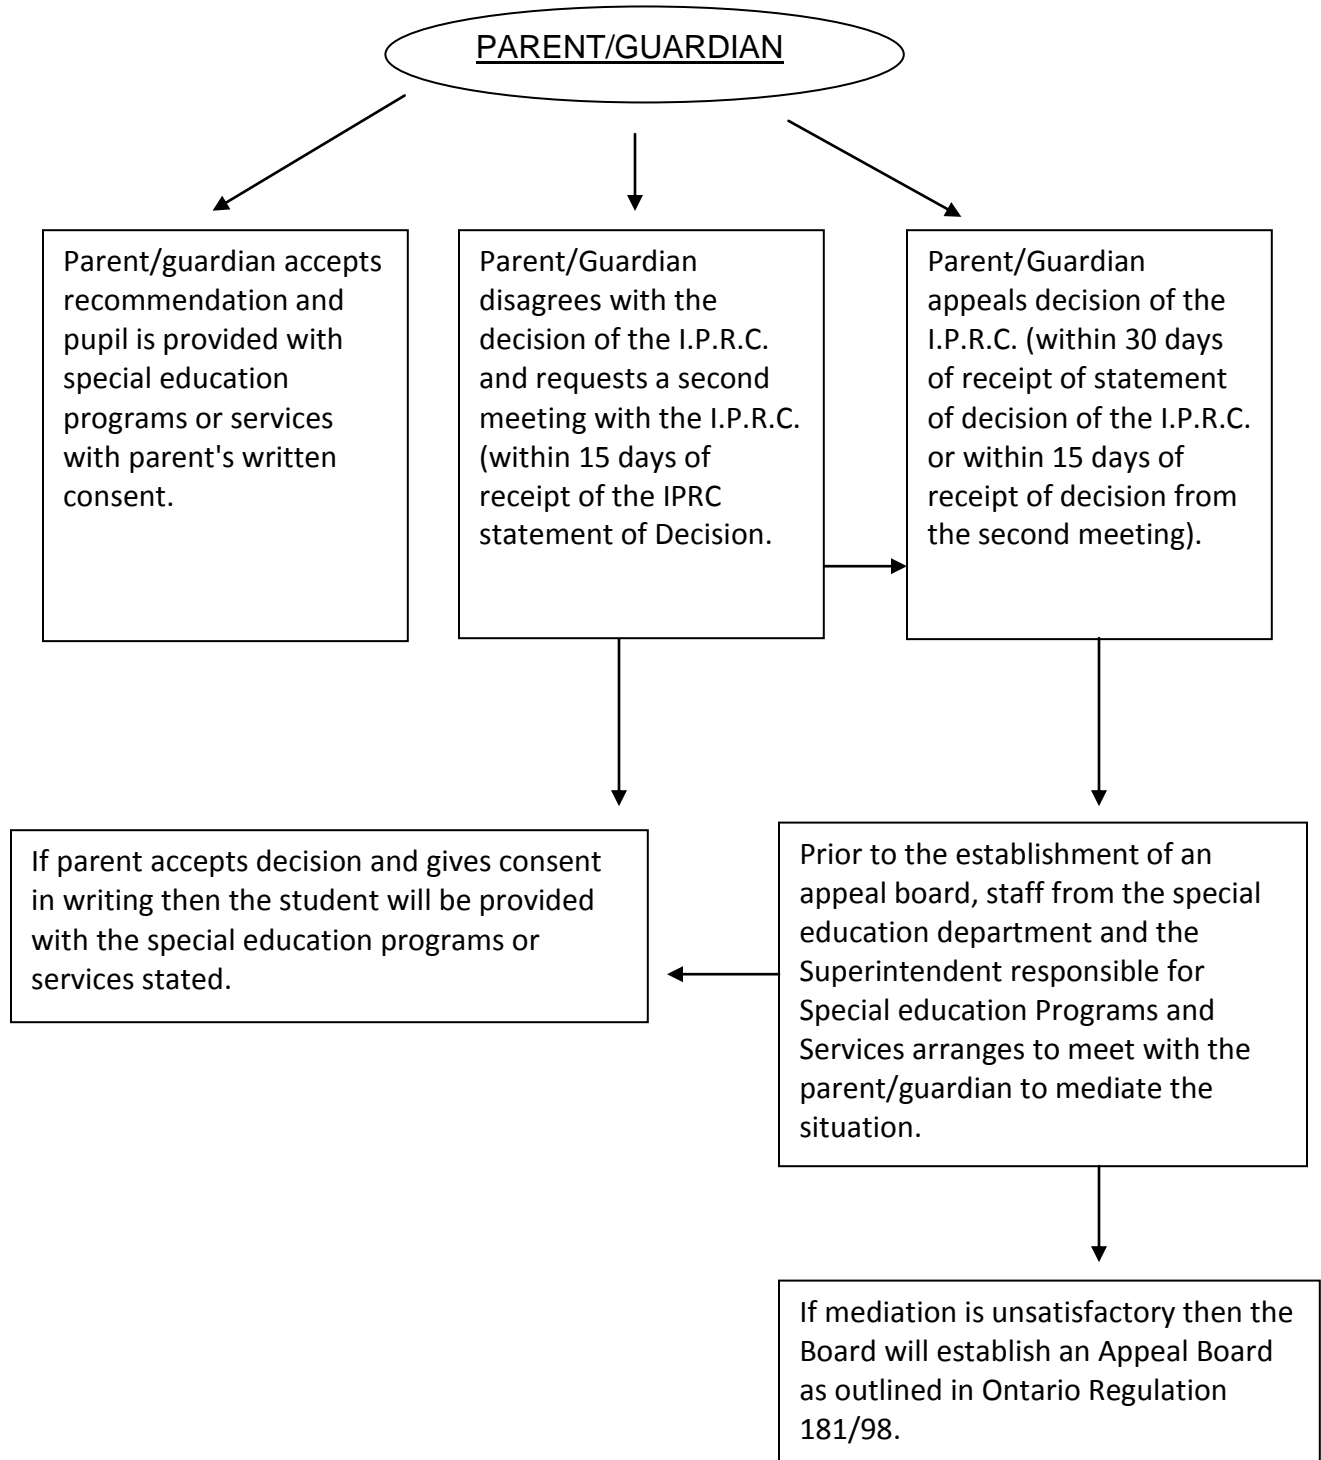 PARENT/GUARDIAN
Parent/guardian accepts
recommendation and
pupil is provided with
special education
programs or services
with parent's written
consent.
Parent/Guardian
disagrees with the
decision of the I.P.R.C.
and requests a second
meeting with the I.P.R.C.
(within 15 days of
receipt of the IPRC
statement of Decision.
Parent/Guardian
appeals decision of the
I.P.R.C. (within 30 days
of receipt of statement
of decision of the I.P.R.C.
or within 15 days of
receipt of decision from
the second meeting).
If parent accepts decision and gives consent
in writing then the student will be provided
with the special education programs or
services stated.
Prior to the establishment of an
appeal board, staff from the special
education department and the
Superintendent responsible for
Special education Programs and
Services arranges to meet with the
parent/guardian to mediate the
situation.
If mediation is unsatisfactory then the
Board will establish an Appeal Board
as outlined in Ontario Regulation
181/98.